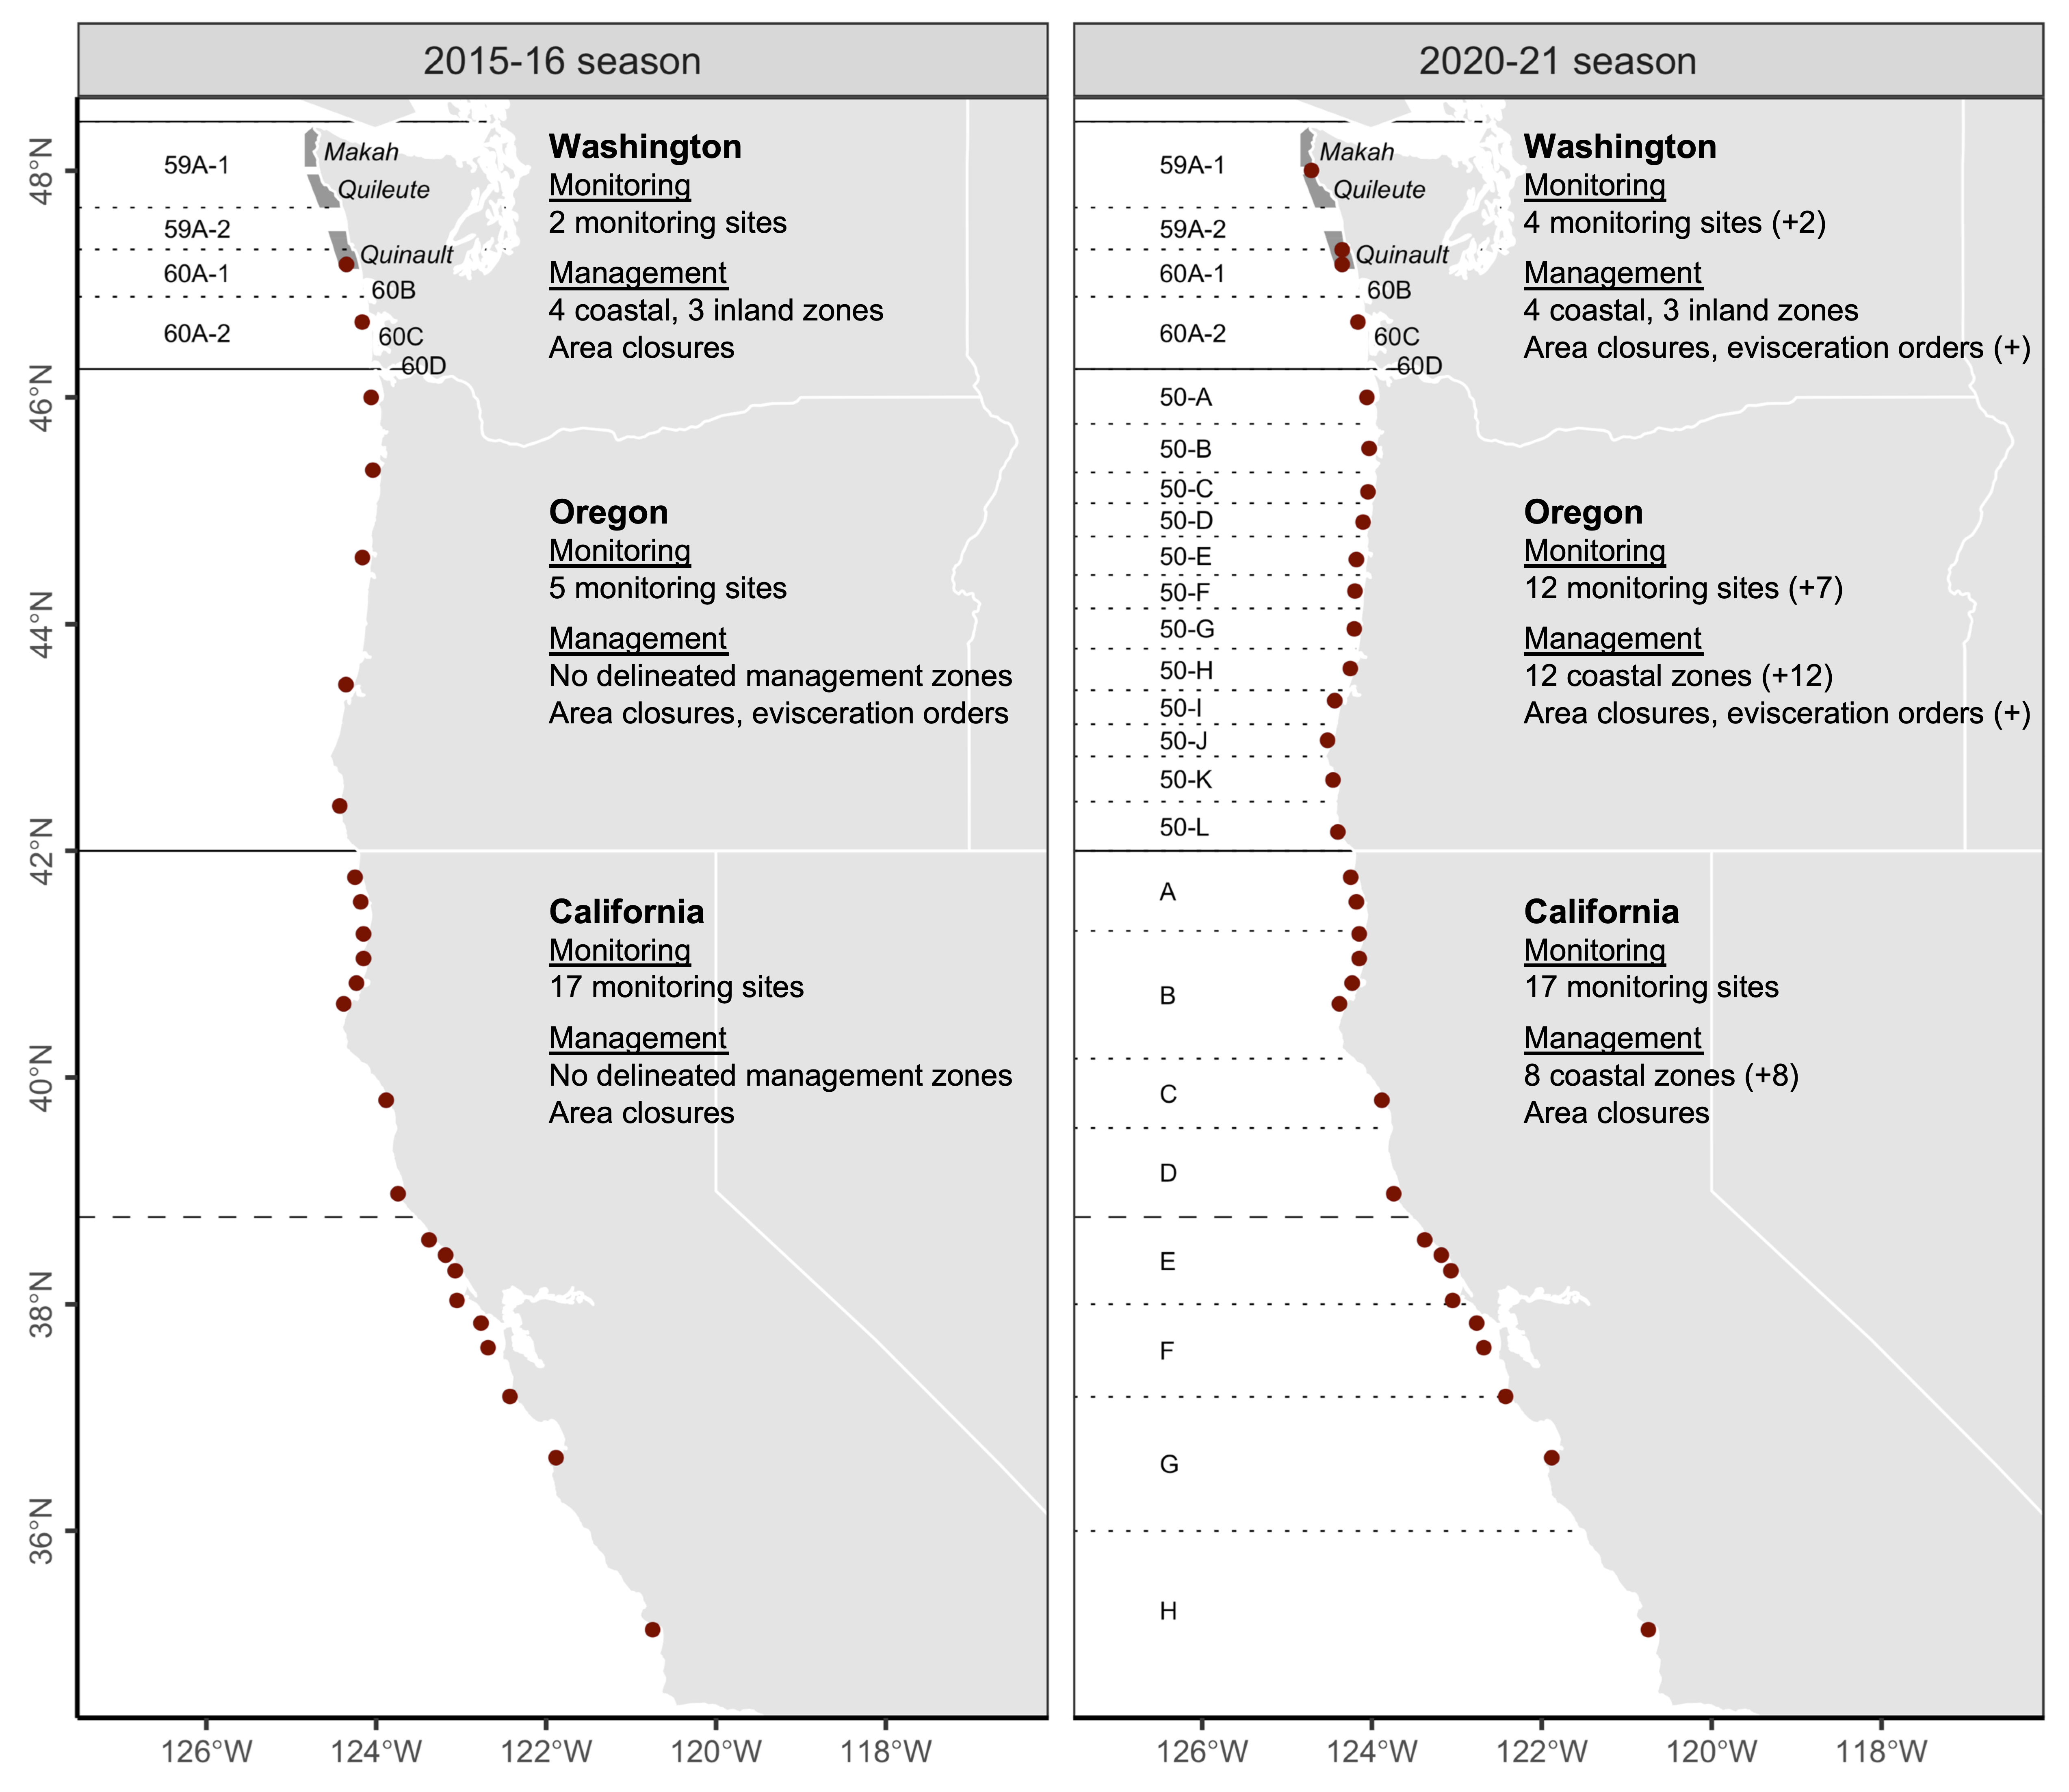 2015-16 season
48°N
46°N
44°N
42°N
40°N
38°N
36°N
59A-1
59A-2
60A-1
60A-2
Makah
Quileute
Quinault
60B
60C
60D
Washington
Monitoring
2 monitoring sites
Management
4 coastal, 3 inland zones
Area closures
Oregon
Monitoring
5 monitoring sites
Management
No delineated management zones
Area closures, evisceration orders
California
Monitoring
17 monitoring sites
Management
No delineated management zones
Area closures
126°W
124°W
122°W
120°W
118°W
2020-21 season
59A-1
59A-2
60A-1
60A-2
Makah
Quileute
Quinault
60B
60C
60D
50-A
50-B
50-C
50-D
50-E
50-F
50-G
50-H
50-I
50-J
50-K
50-L
A
B
C
D
E
F
G
H
Washington
Monitoring
4 monitoring sites (+2)
Management
4 coastal, 3 inland zones
Area closures, evisceration orders (+)
Oregon
Monitoring
12 monitoring sites (+7)
Management
12 coastal zones (+12)
Area closures, evisceration orders (+)
California
Monitoring
17 monitoring sites
Management
8 coastal zones (+8)
Area closures
126°W
124°W
122°W
120°W
118°W